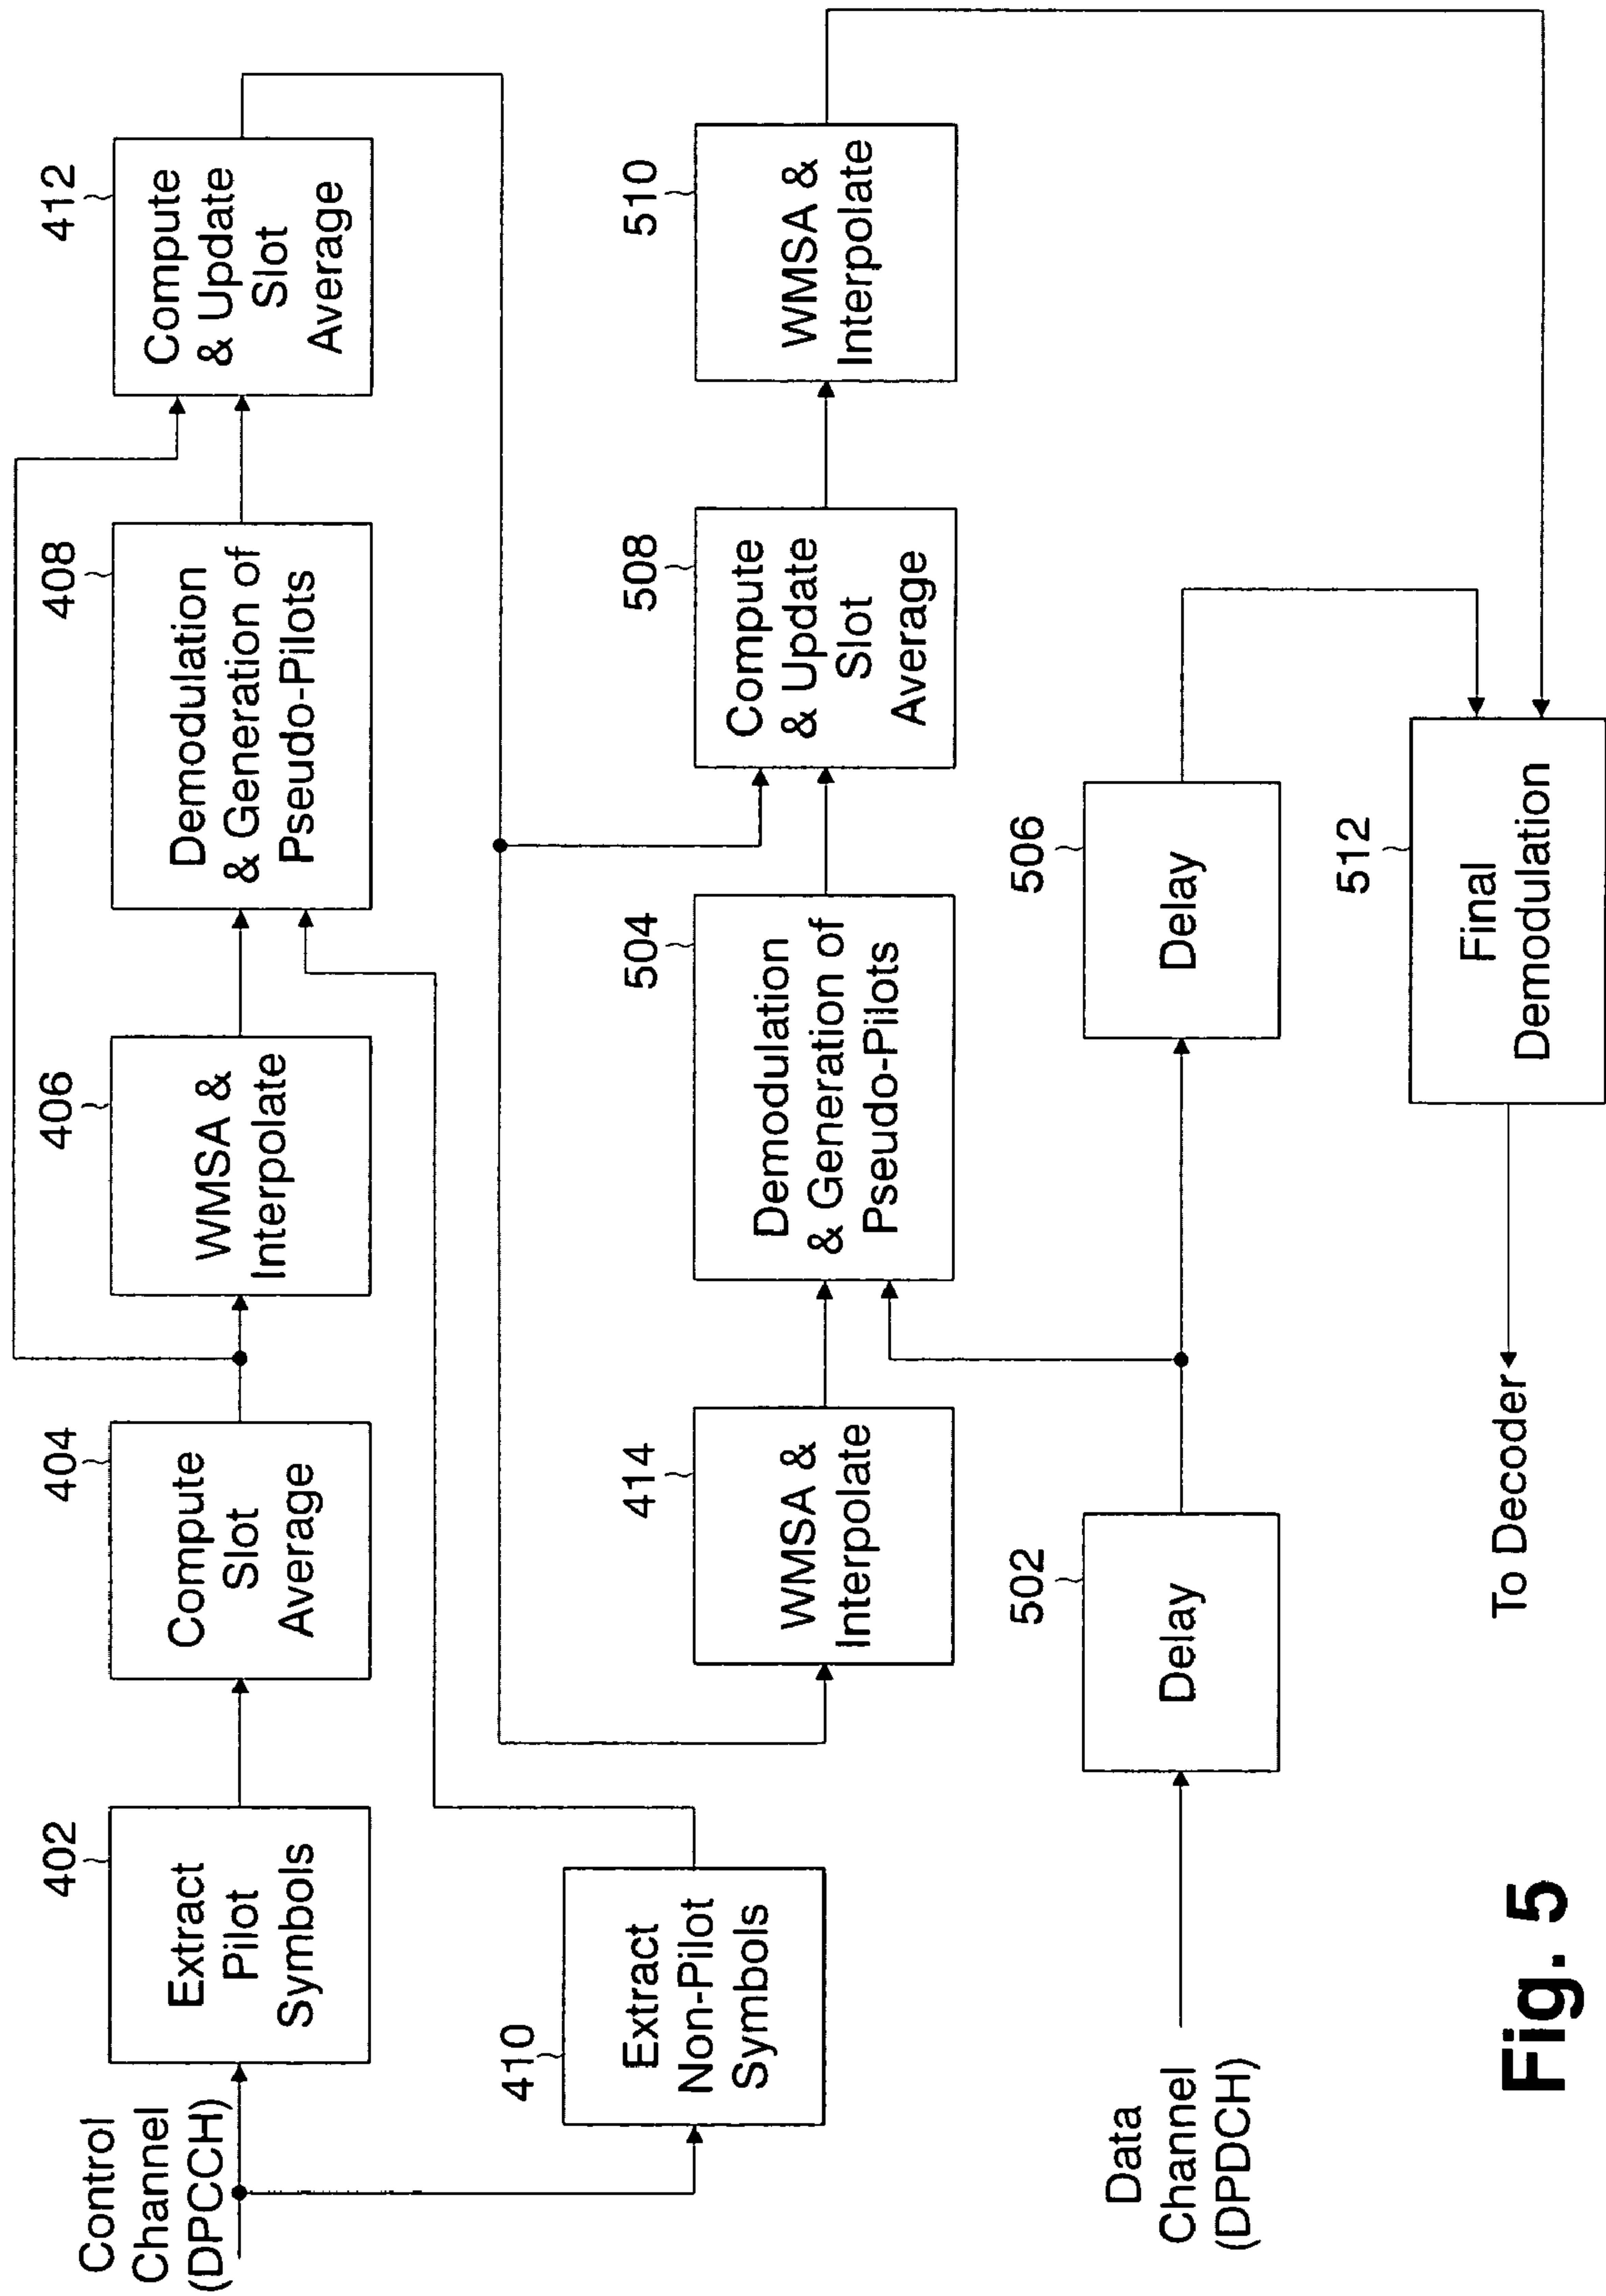 Control
Channel
(DPCCH)
402
Extract
Pilot
Symbols
404
Compute
Slot
Average
406
WMSA &
Interpolate
408
Demodulation
& Generation of
Pseudo-Pilots
412
Compute
& Update
Slot
Average
410
Extract
Non-Pilot
Symbols
414
WMSA &
Interpolate
504
Demodulation
& Generation of
Pseudo-Pilots
508
Compute
& Update
Slot
Average
510
WMSA &
Interpolate
Data
Channel
(DPDCH)
502
Delay
506
Delay
512
Final
Demodulation
To Decoder
Fig. 5